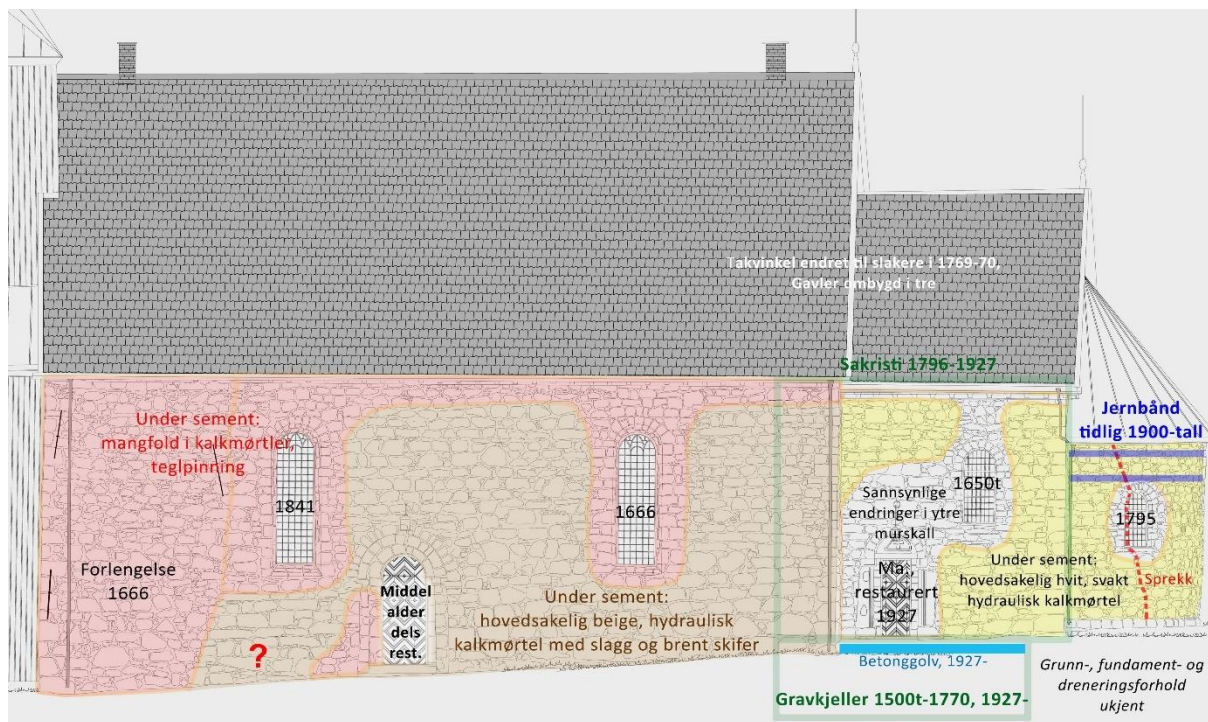 Takvinkel endret til slakere i 1769-70,
Gavler ombygd i tre
Sakristi 1796-1927
Under sement:
mangfold i kalkmørtler,
teglpinning
Jernbånd
tidlig 1900-tall
1841
1666
1650t
Sannsynlige
endringer i ytre
murskall
1795
Forlengelse
1666
Middel
alder
dels
rest.
Under sement:
hovedsakelig beige, hydraulisk
kalkmørtel med slagg og brent skifer
Ma.,
restaurert
1927
Under sement:
hovedsakelig hvit, svakt
hydraulisk kalkmørtel
Sprekk
?
Betonggolv, 1927-
Gravkjeller 1500t-1770, 1927-
Grunn-, fundament- og
dreneringsforhold
ukjent